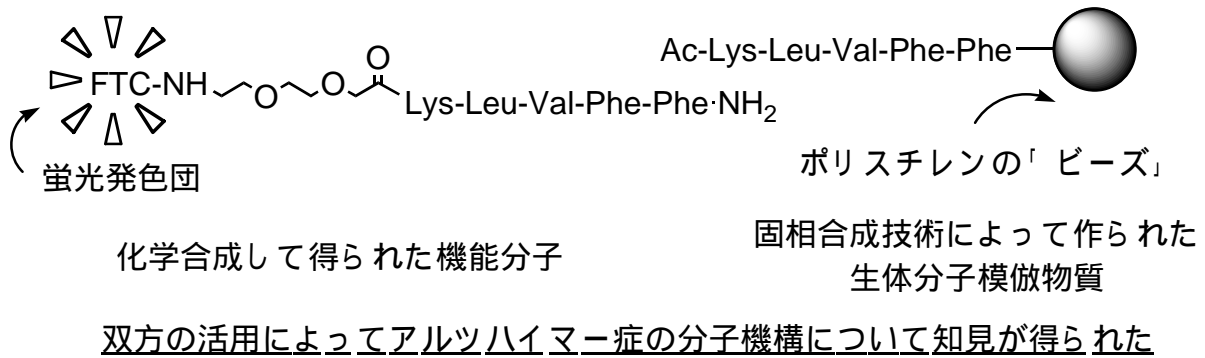 Ac-Lys-Leu-Val-Phe-Phe
FTC-NH O O O Lys-Leu-Val-Phe-Phe·NH2
蛍光発色団
ポリスチレンの「ビーズ」
化学合成して得られた機能分子
固相合成技術によって作られた
生体分子模倣物質
双方の活用によってアルツハイマー症の分子機構について知見が得られた